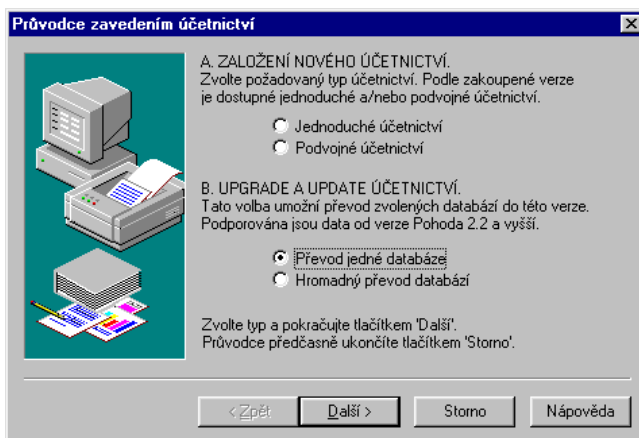 Průvodce zavedením účetnictví
A. ZALOŽENÍ NOVÉHO ÚČETNICTVÍ.
Zvolte požadovaný typ účetnictví. Podle zakoupené verze
je dostupné jednoduché a/nebo podvojné účetnictví.
Jednoduché účetnictví
Podvojné účetnictví
B. UPGRADE A UPDATE ÚČETNICTVÍ.
Tato volba umožní převod zvolených databází do této verze.
Podporována jsou data od verze Pohoda 2.2 a vyšší.
Převod jedné databáze
Hromadný převod databází
Zvolte typ a pokračujte tlačítkem 'Další'.
Průvodce předčasně ukončíte tlačítkem 'Storno'.
< Zpět Další > Storno Nápověda